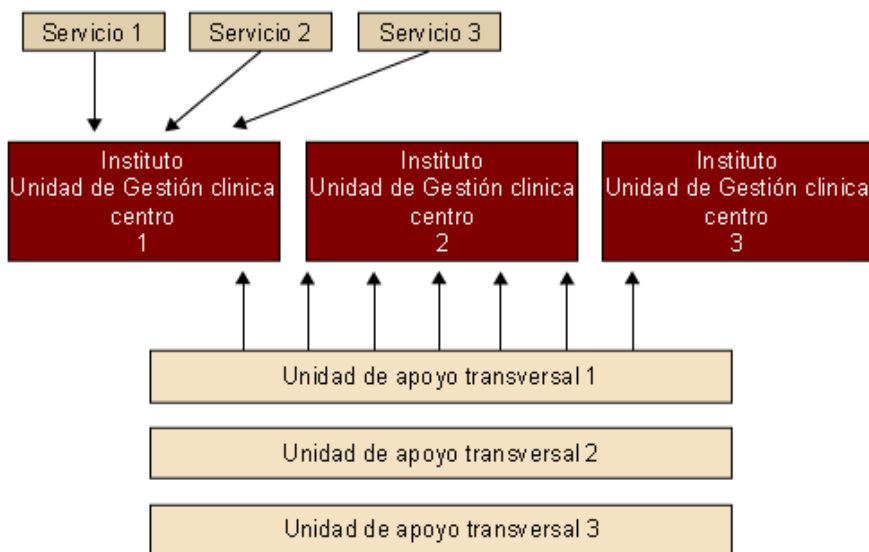 Servicio 1
Servicio 2
Servicio 3
Instituto
Unidad de Gestión clinica
centro
1
Instituto
Unidad de Gestión clinica
centro
2
Instituto
Unidad de Gestión clinica
centro
3
Unidad de apoyo transversal 1
Unidad de apoyo transversal 2
Unidad de apoyo transversal 3